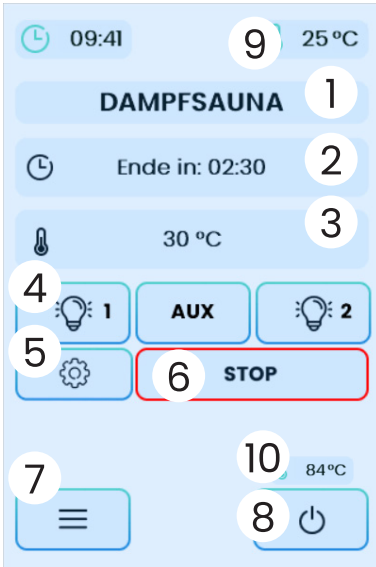 09:41
9
25 °C
DAMPFSAUNA
1
Ende in: 02:30
2
30 °C
3
4
1
AUX
2
5
6
STOP
7
10
84°C
8